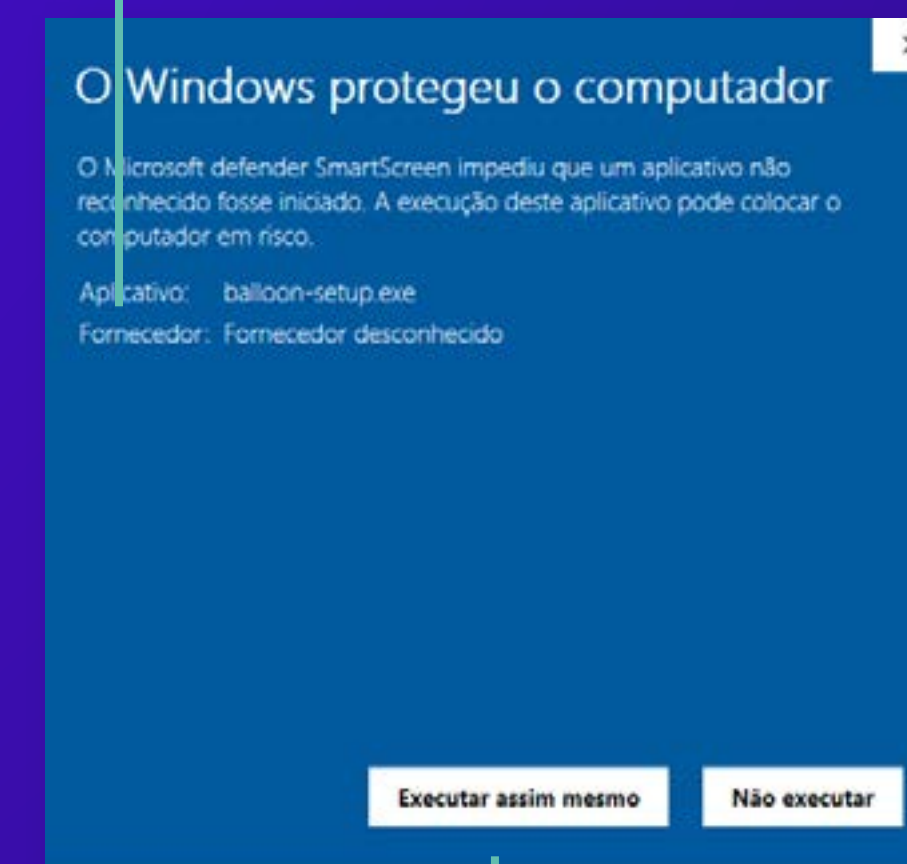 O Windows protegeu o computador
O Microsoft defender SmartScreen impediu que um aplicativo não
reconhecido fosse iniciado. A execução deste aplicativo pode colocar o
computador em risco.
Aplicativo: balloon-setup.exe
Fornecedor: Fornecedor desconhecido
Executar assim mesmo Não executar